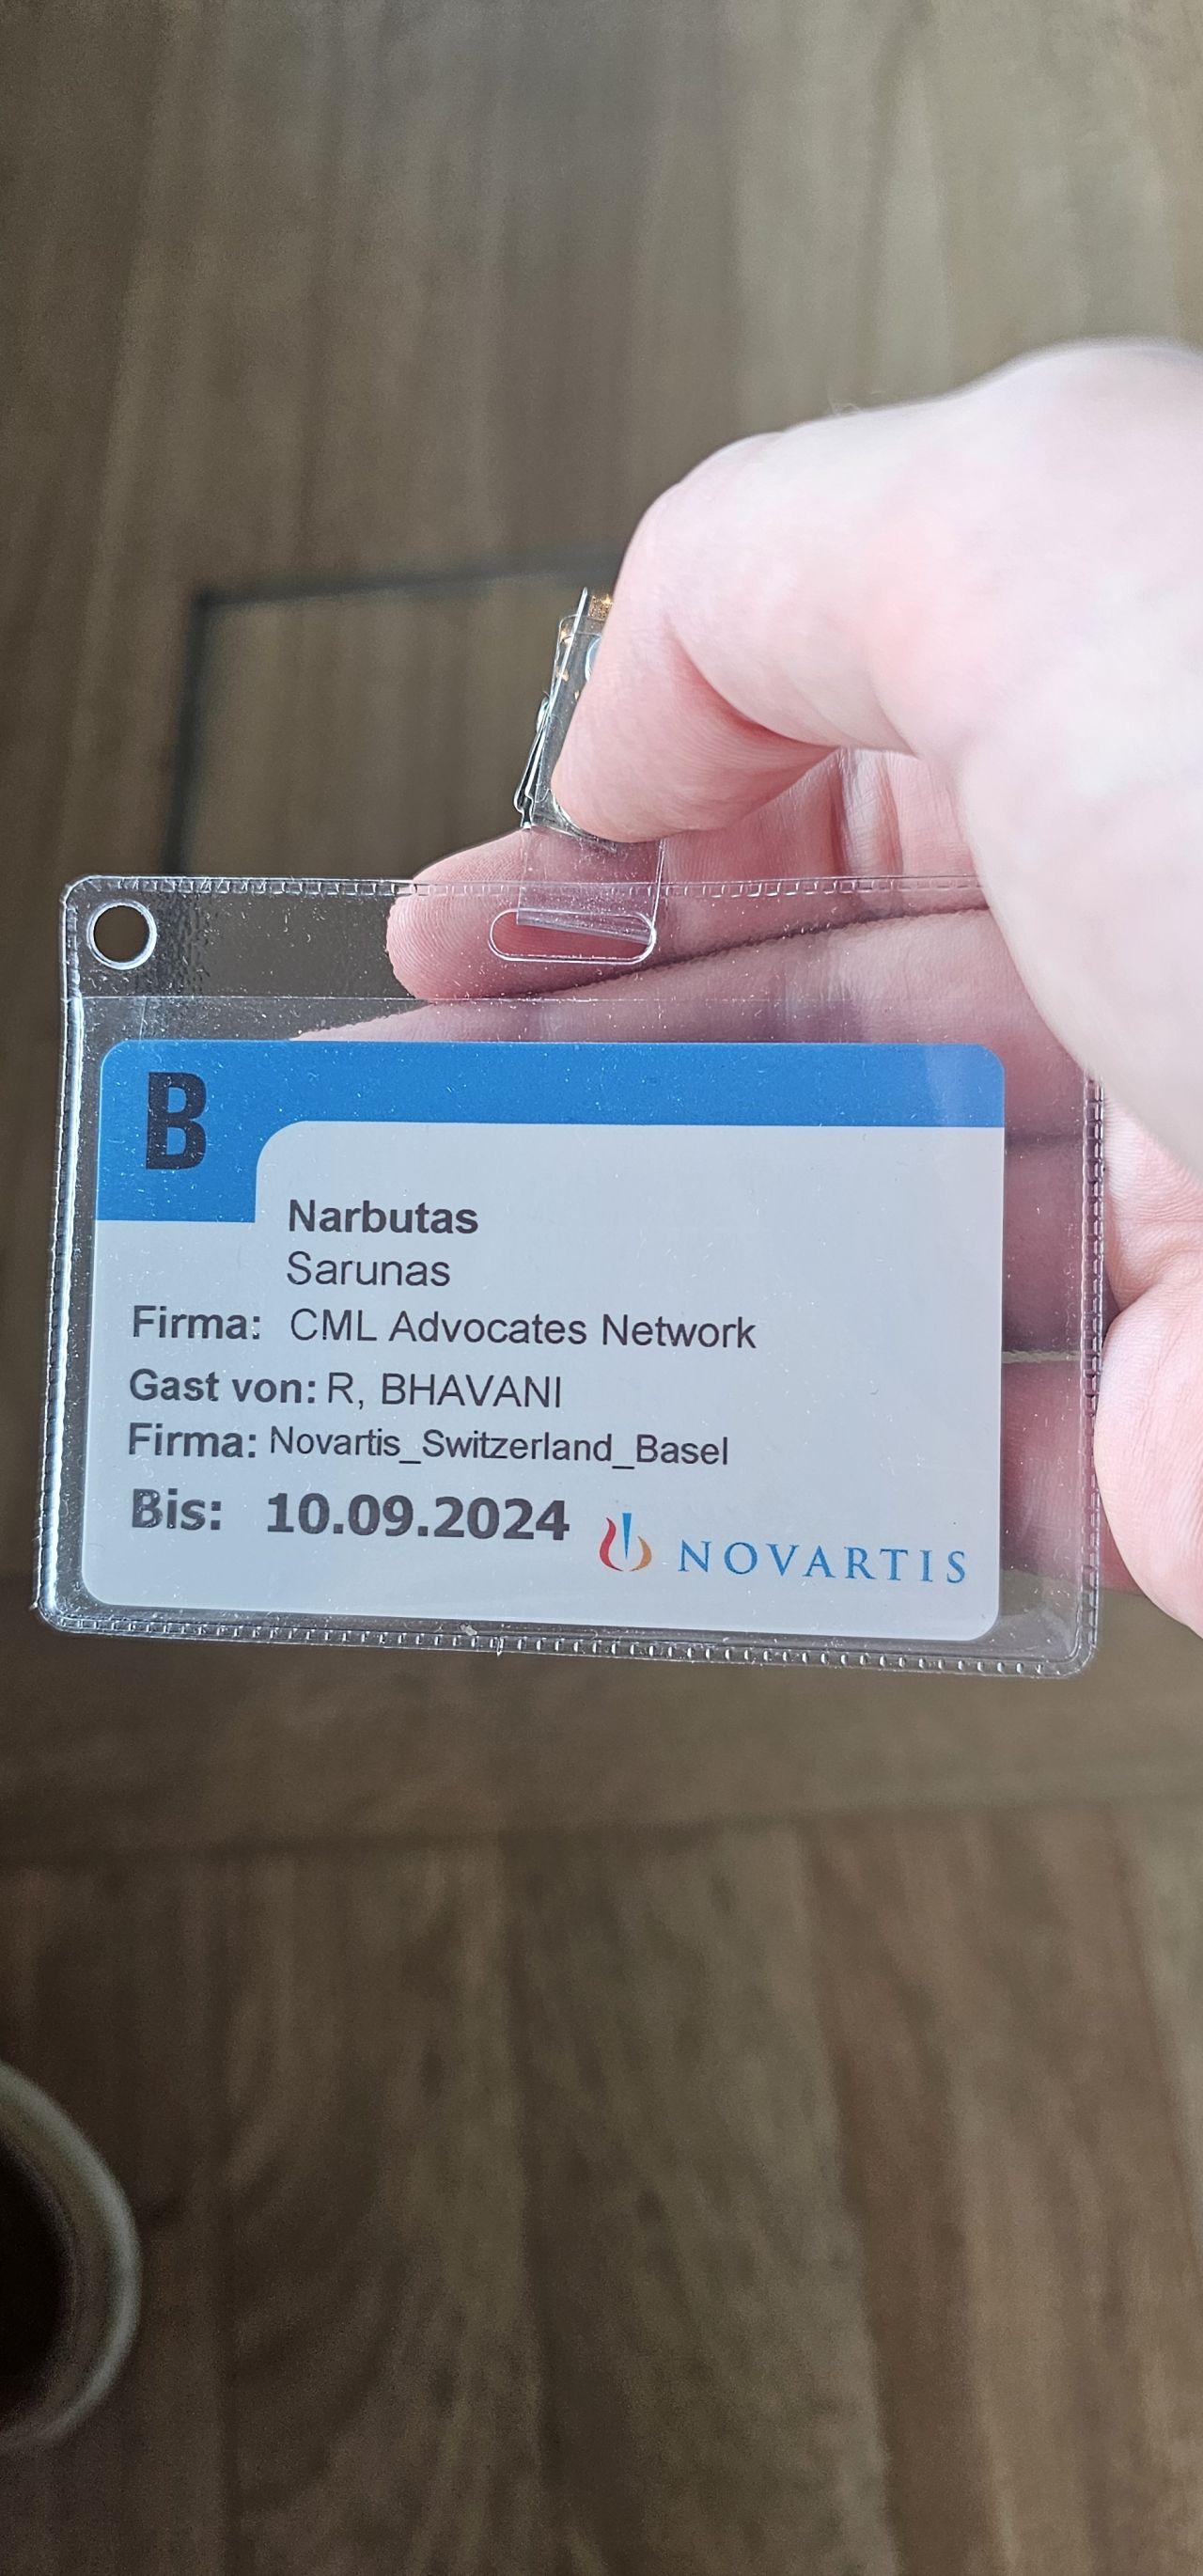 B
Narbutas
Sarunas
Firma: CML Advocates Network
Gast von: R, BHAVANI
Firma: Novartis_Switzerland_Basel
Bis: 10.09.2024
NOVARTIS